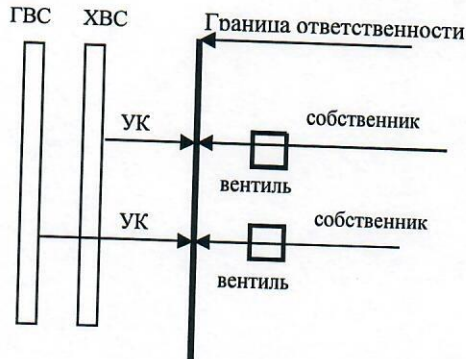 ГВС ХВС Граница ответственности
УК собственник
вентиль
УК собственник
вентиль